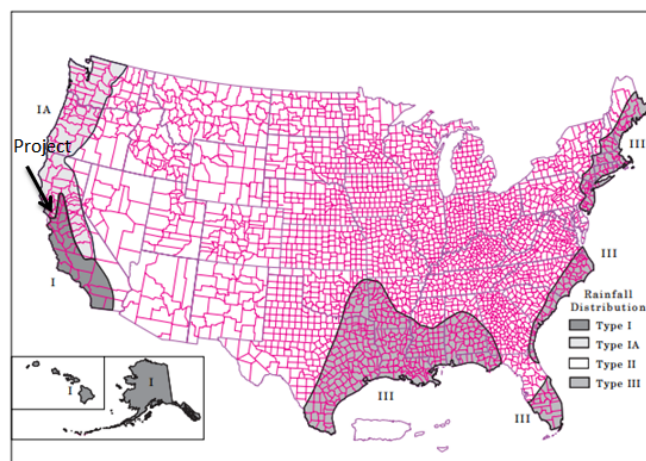 IA
Project
I
III
III
Rainfall
Distribution
Type I
Type IA
Type II
Type III
I
I
III
III